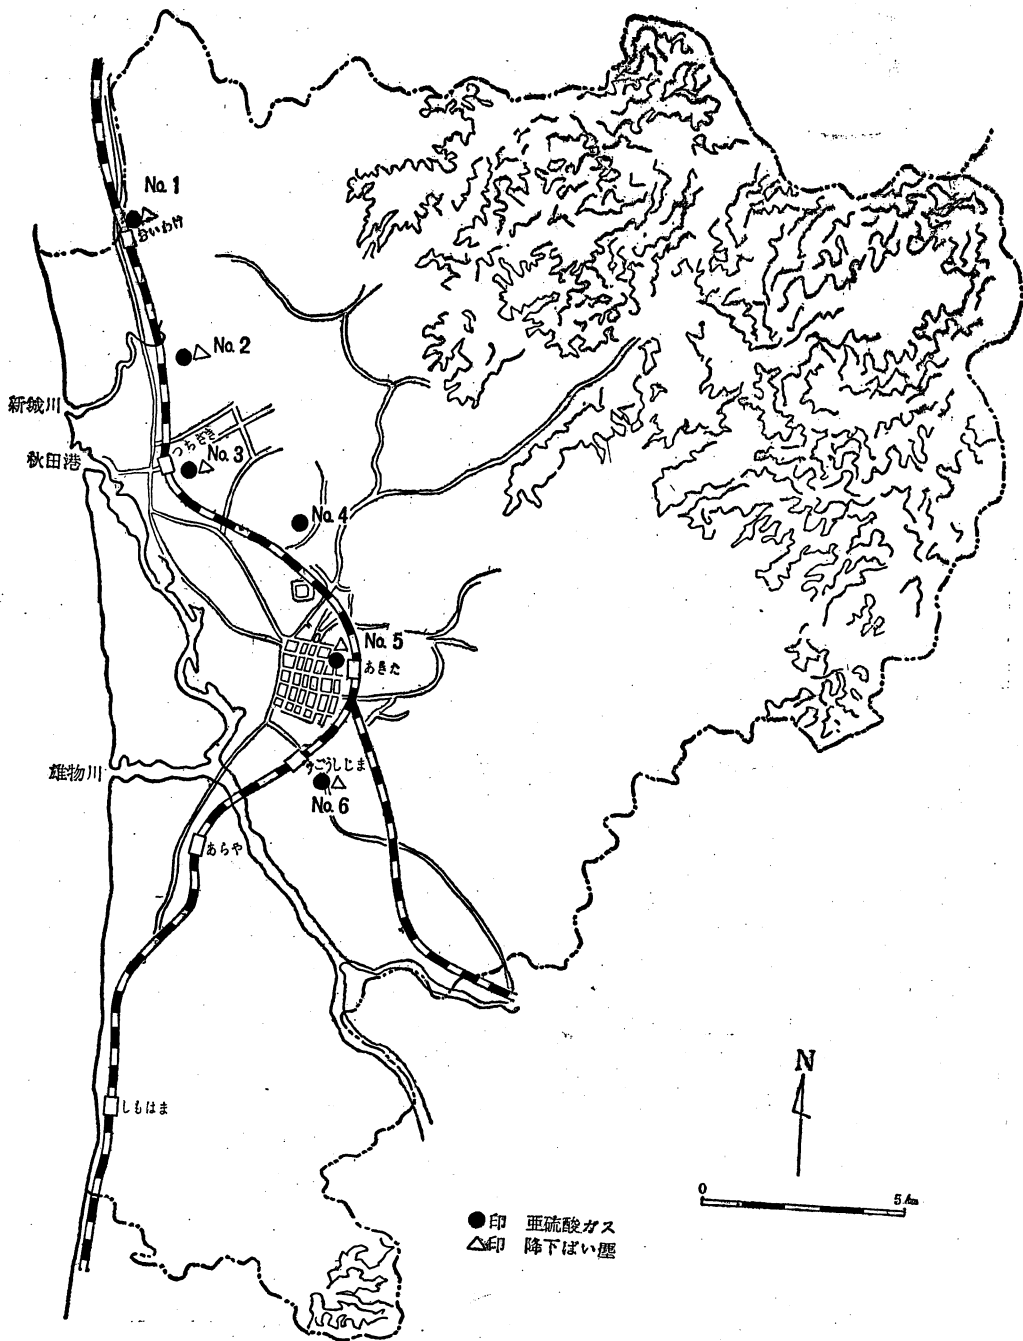 No. 1
おいわけ
No. 2
新城川
つちざき
秋田港
No. 3
No. 4
No. 5
あきた
雄物川
うごうしじま
No. 6
あらや
しもはま
N
0 5 km
●印 亜硫酸ガス
△印 降下ばい塵